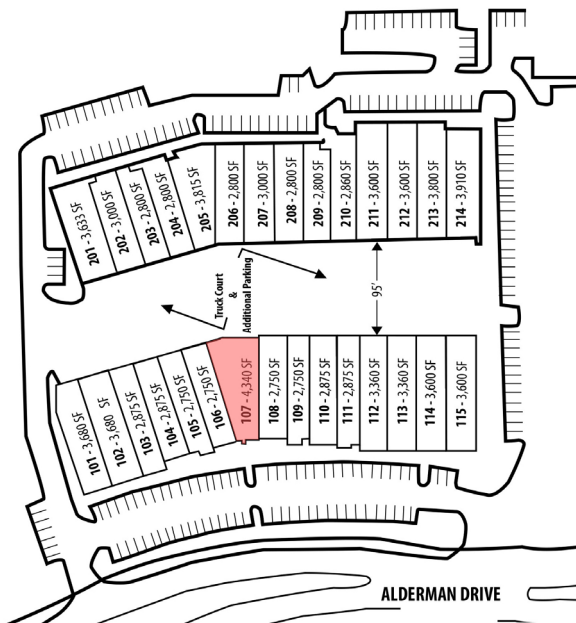 201 - 3,633 SF
202 - 3,000 SF
203 - 2,800 SF
204 - 2,800 SF
205 - 3,815 SF
206 - 2,800 SF
207 - 3,000 SF
208 - 2,800 SF
209 - 2,800 SF
210 - 2,860 SF
211 - 3,600 SF
212 - 3,600 SF
213 - 3,800 SF
214 - 3,910 SF
Truck Court
&
Additional Parking
95'
101 - 3,680 SF
102 - 3,680 SF
103 - 2,875 SF
104 - 2,875 SF
105 - 2,750 SF
106 - 2,750 SF
107 - 4,340 SF
108 - 2,750 SF
109 - 2,750 SF
110 - 2,875 SF
111 - 2,875 SF
112 - 3,360 SF
113 - 3,360 SF
114 - 3,600 SF
115 - 3,600 SF
ALDERMAN DRIVE